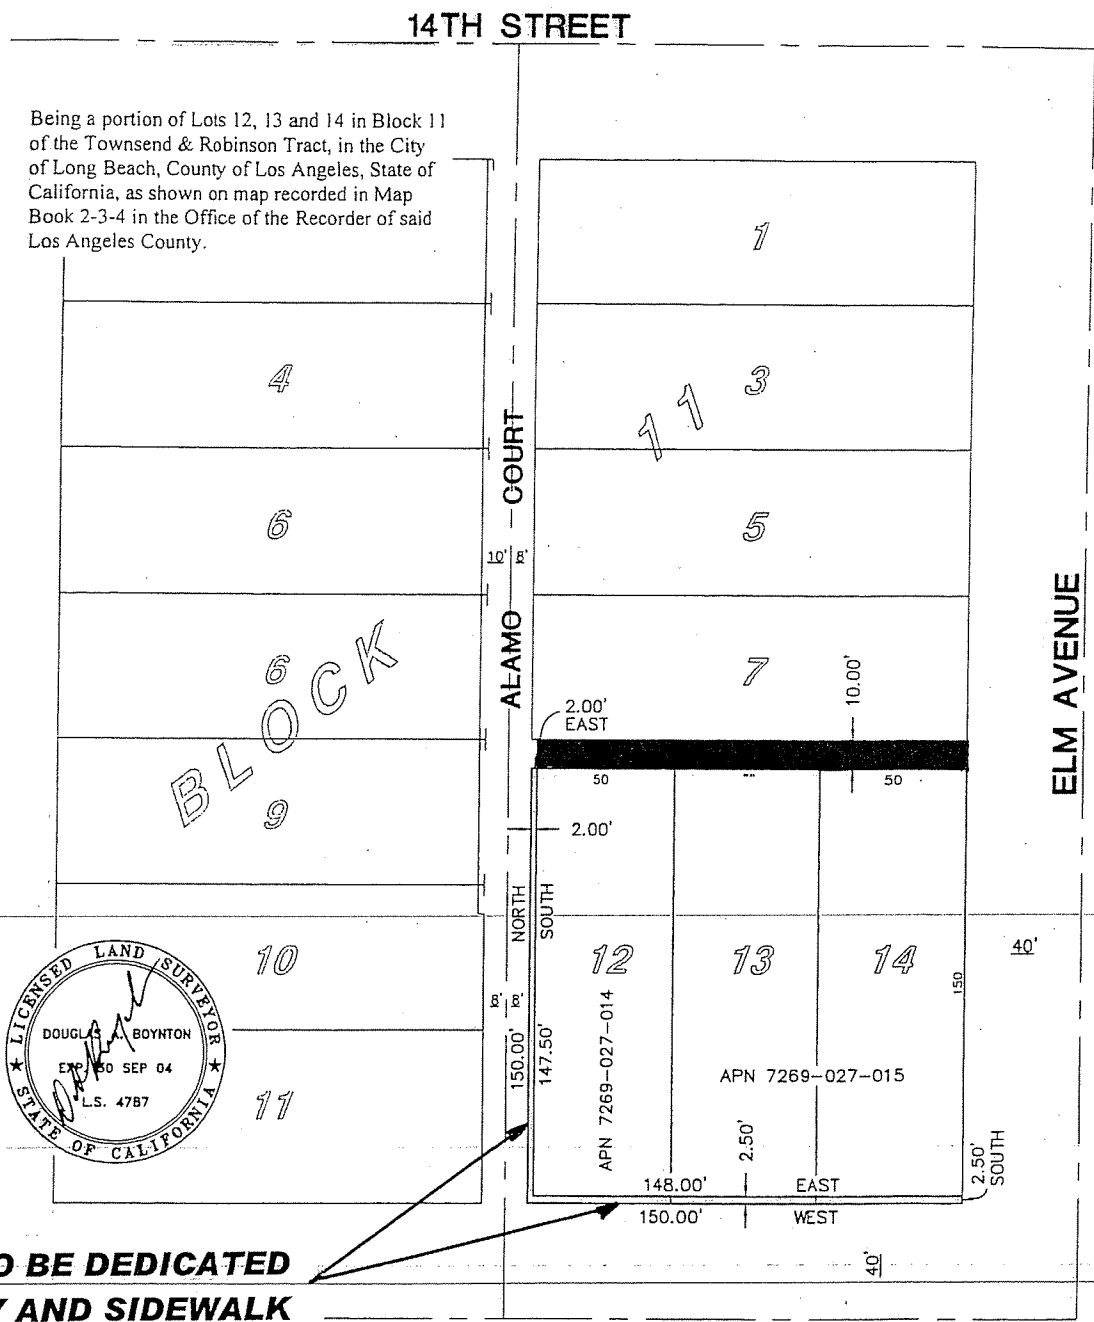 14TH STREET
Being a portion of Lots 12, 13 and 14 in Block 11
of the Townsend & Robinson Tract, in the City
of Long Beach, County of Los Angeles, State of
California, as shown on map recorded in Map
Book 2-3-4 in the Office of the Recorder of said
Los Angeles County.
1
4
3
11
ALAMO COURT
6
5
10' 8'
ELM AVENUE
6
7
10.00'
BLOCK
2.00'
EAST
50
50
9
2.00'
NORTH
SOUTH
10
12
13
14
40'
150
LICENSED LAND SURVEYOR
DOUGLAS A. BOYNTON
EXP. 30 SEP 04
L.S. 4787
STATE OF CALIFORNIA
8' 8'
150.00'
147.50'
APN 7269-027-014
APN 7269-027-015
11
2.50'
2.50'
SOUTH
148.00' EAST
150.00' WEST
O BE DEDICATED
Y AND SIDEWALK
40'